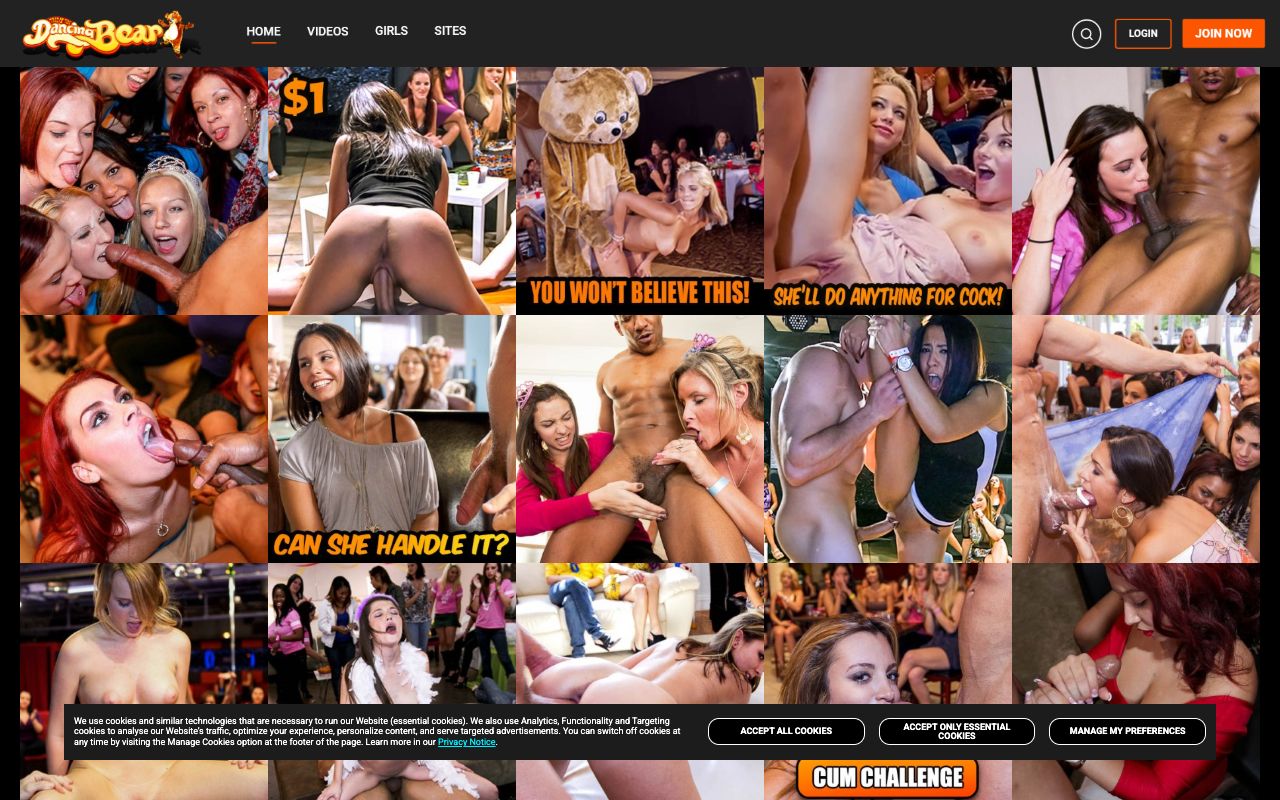 Dancing Bear
HOME
VIDEOS
GIRLS
SITES
LOGIN
JOIN NOW
$1
YOU WON'T BELIEVE THIS!
SHE'LL DO ANYTHING FOR COCK!
CAN SHE HANDLE IT?
We use cookies and similar technologies that are necessary to run our Website (essential cookies). We also use Analytics, Functionality and Targeting
cookies to analyse our Website's traffic, optimize your experience, personalize content, and serve targeted advertisements. You can switch off cookies at
any time by visiting the Manage Cookies option at the footer of the page. Learn more in our Privacy Notice.
ACCEPT ALL COOKIES
ACCEPT ONLY ESSENTIAL
COOKIES
MANAGE MY PREFERENCES
CUM CHALLENGE